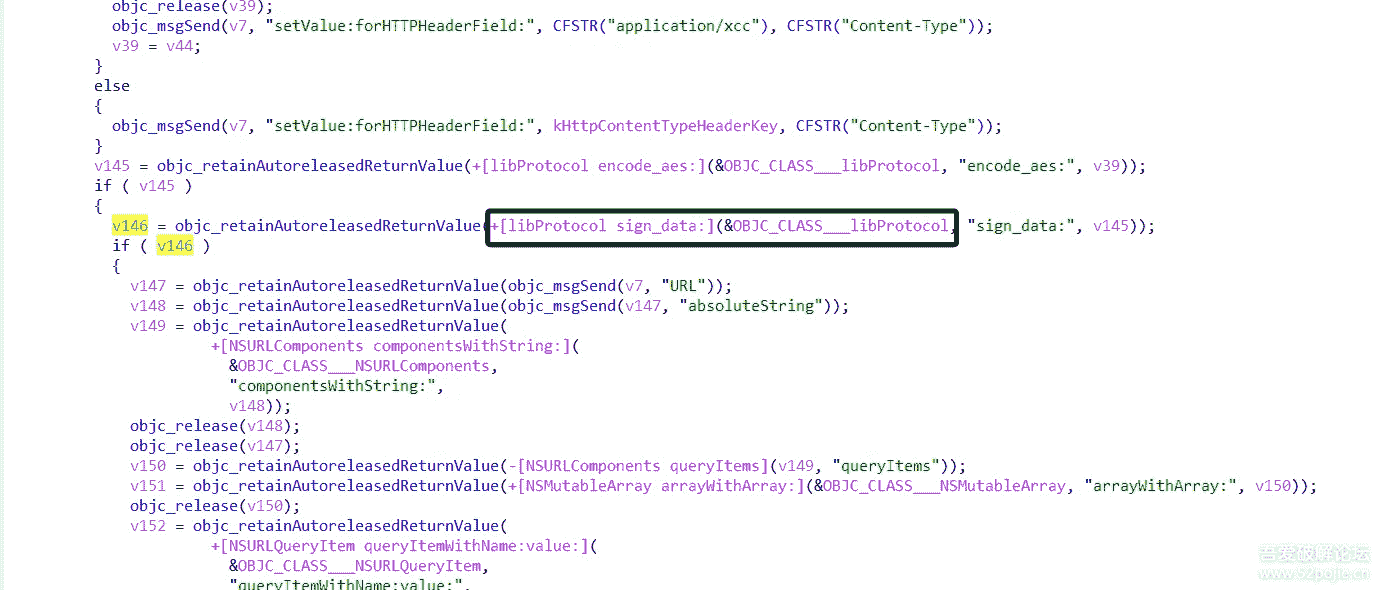 objc_release(v39);
objc_msgSend(v7, "setValue:forHTTPHeaderField:", CFSTR("application/xcc"), CFSTR("Content-Type"));
v39 = v44;
}
else
{
objc_msgSend(v7, "setValue:forHTTPHeaderField:", kHttpContentTypeHeaderKey, CFSTR("Content-Type"));
}
v145 = objc_retainAutoreleasedReturnValue(+[libProtocol encode_aes:](&OBJC_CLASS___libProtocol, "encode_aes:", v39));
if ( v145 )
{
v146 = objc_retainAutoreleasedReturnValue(+[libProtocol sign_data:](&OBJC_CLASS___libProtocol, "sign_data:", v145));
if ( v146 )
{
v147 = objc_retainAutoreleasedReturnValue(objc_msgSend(v7, "URL"));
v148 = objc_retainAutoreleasedReturnValue(objc_msgSend(v147, "absoluteString"));
v149 = objc_retainAutoreleasedReturnValue(
+[NSURLComponents componentsWithString:](
&OBJC_CLASS___NSURLComponents,
"componentsWithString:",
v148));
objc_release(v148);
objc_release(v147);
v150 = objc_retainAutoreleasedReturnValue(-[NSURLComponents queryItems](v149, "queryItems"));
v151 = objc_retainAutoreleasedReturnValue(+[NSMutableArray arrayWithArray:](&OBJC_CLASS___NSMutableArray, "arrayWithArray:", v150));
objc_release(v150);
v152 = objc_retainAutoreleasedReturnValue(
+[NSURLQueryItem queryItemWithName:value:](
&OBJC_CLASS___NSURLQueryItem,
"queryItemWithName:value:",
吾爱破解论坛
www.52pojie.cn